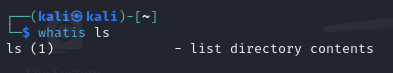 ┌──(kali㉿kali)-[~]
└─$ whatis ls
ls (1)               - list directory contents